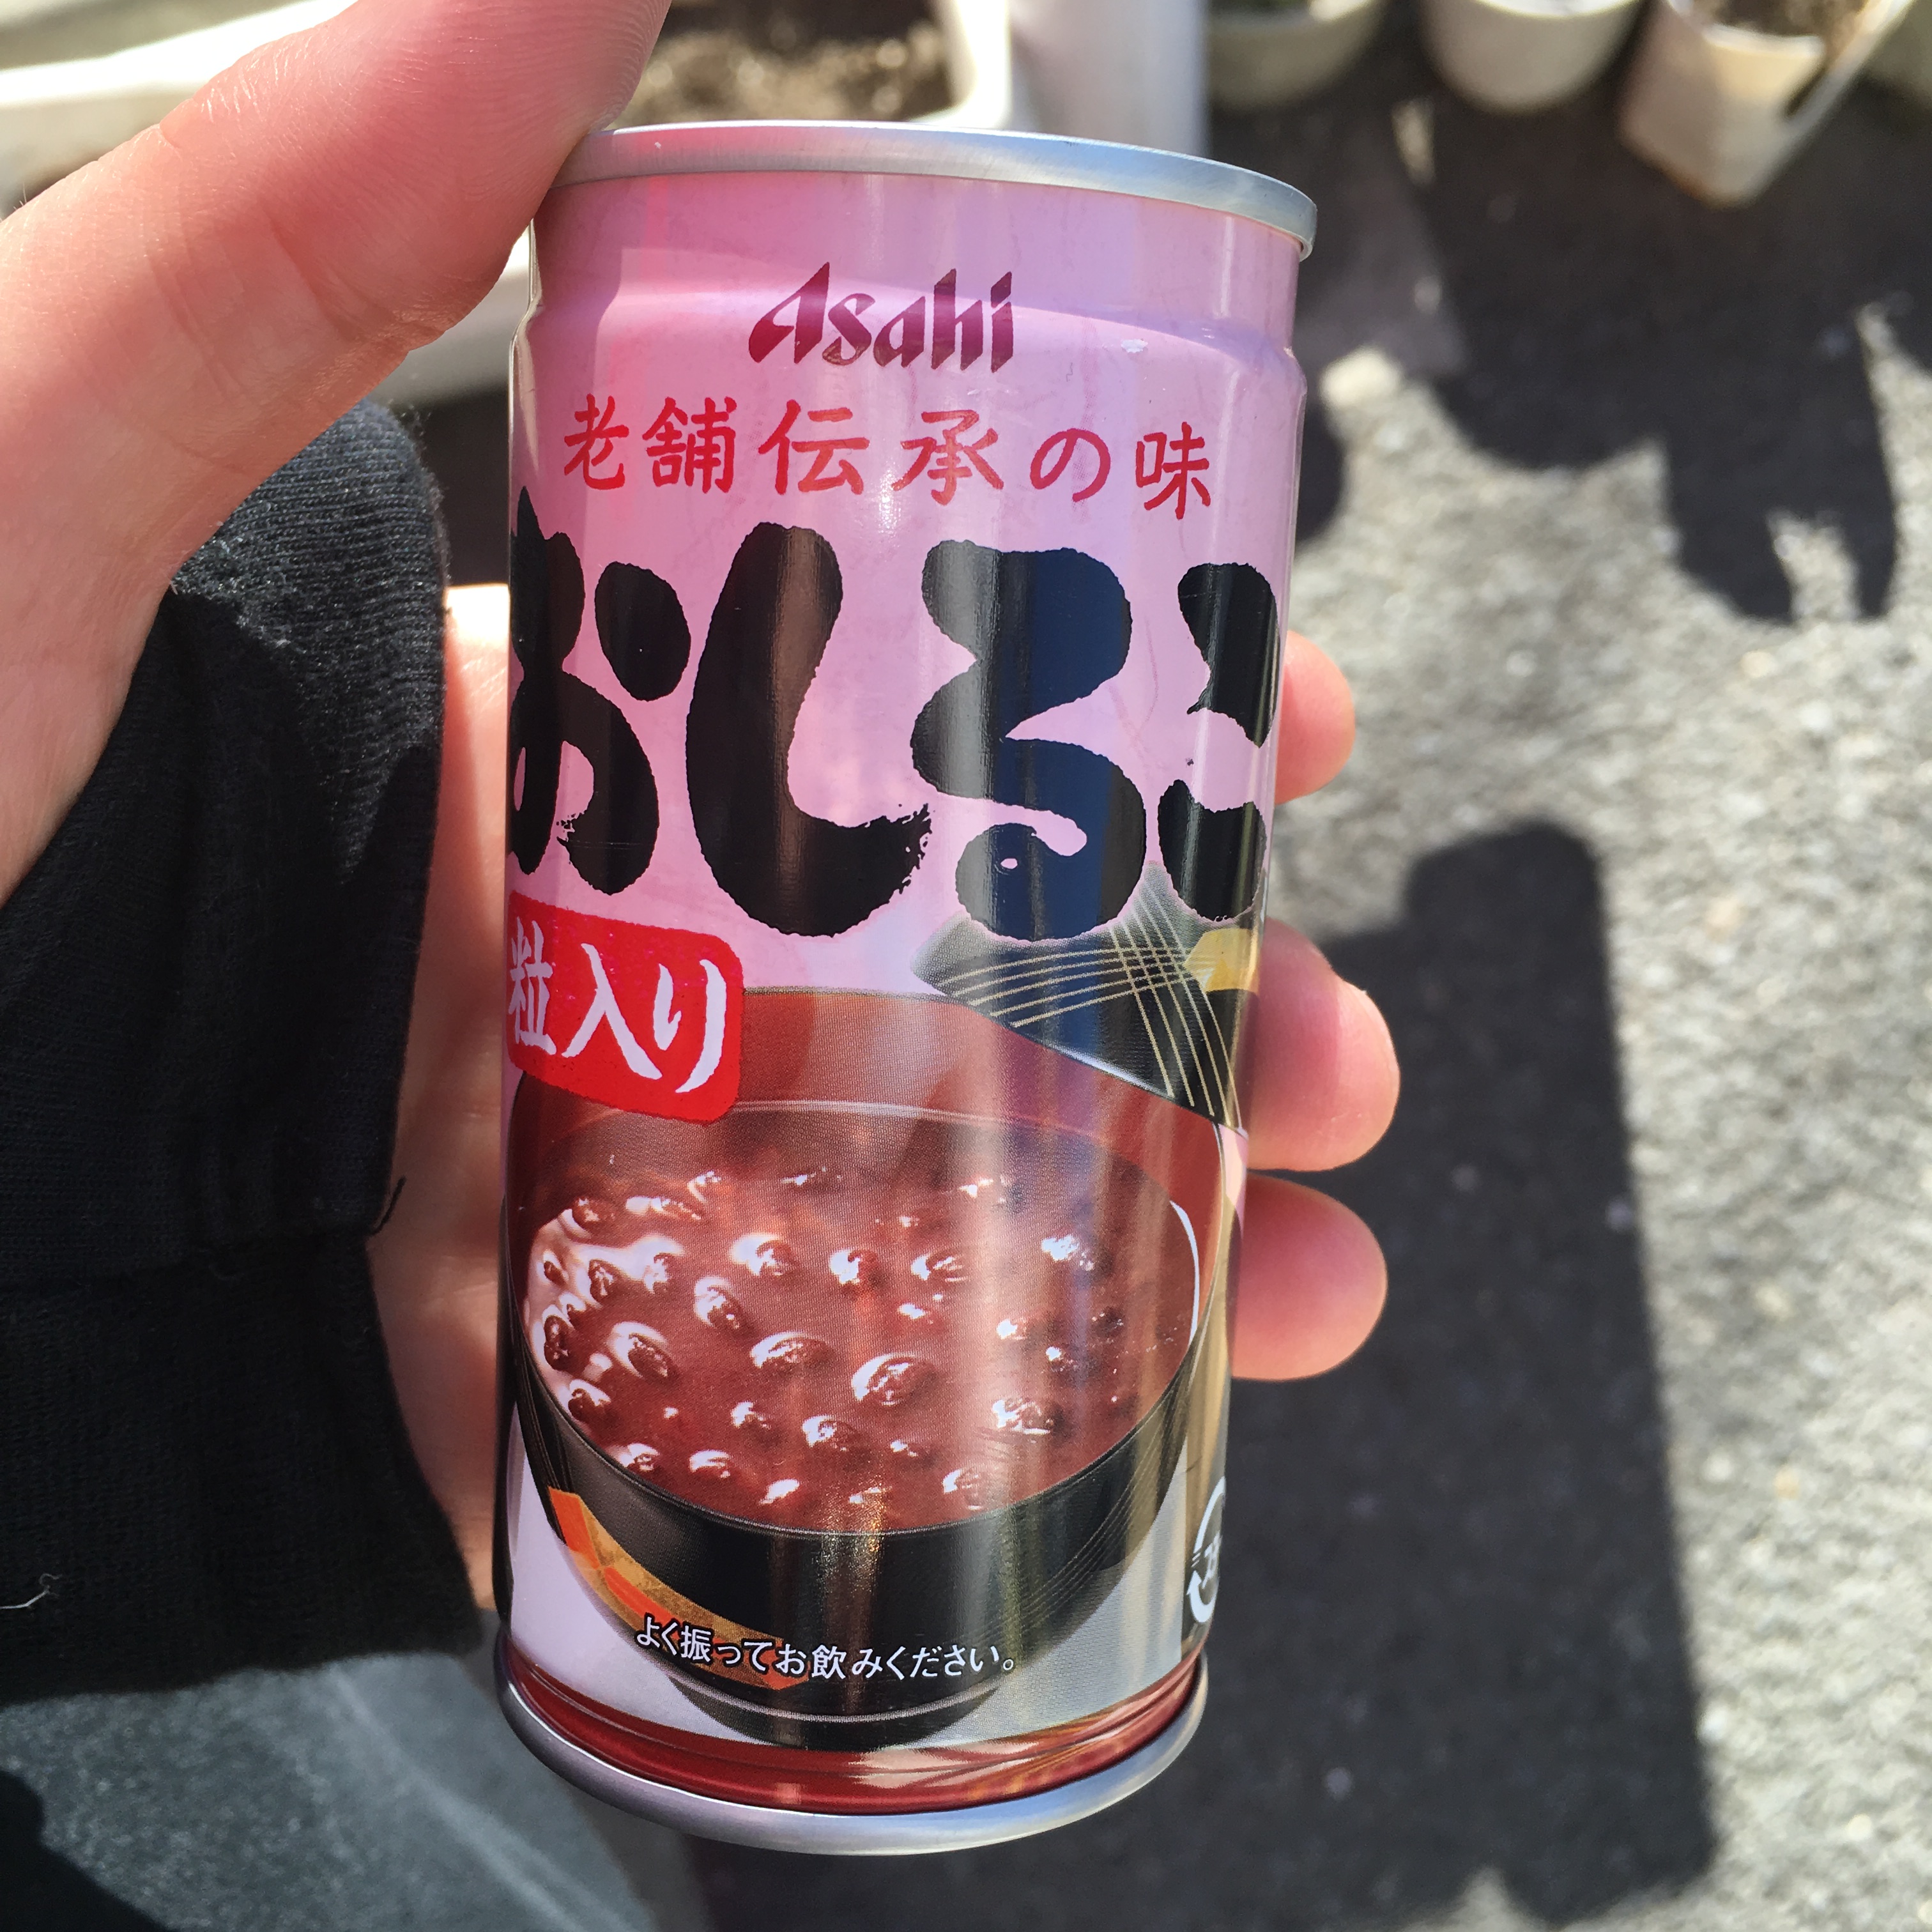 Asahi
老舗伝承の味
おしるこ
粒入り
よく振ってお飲みください。